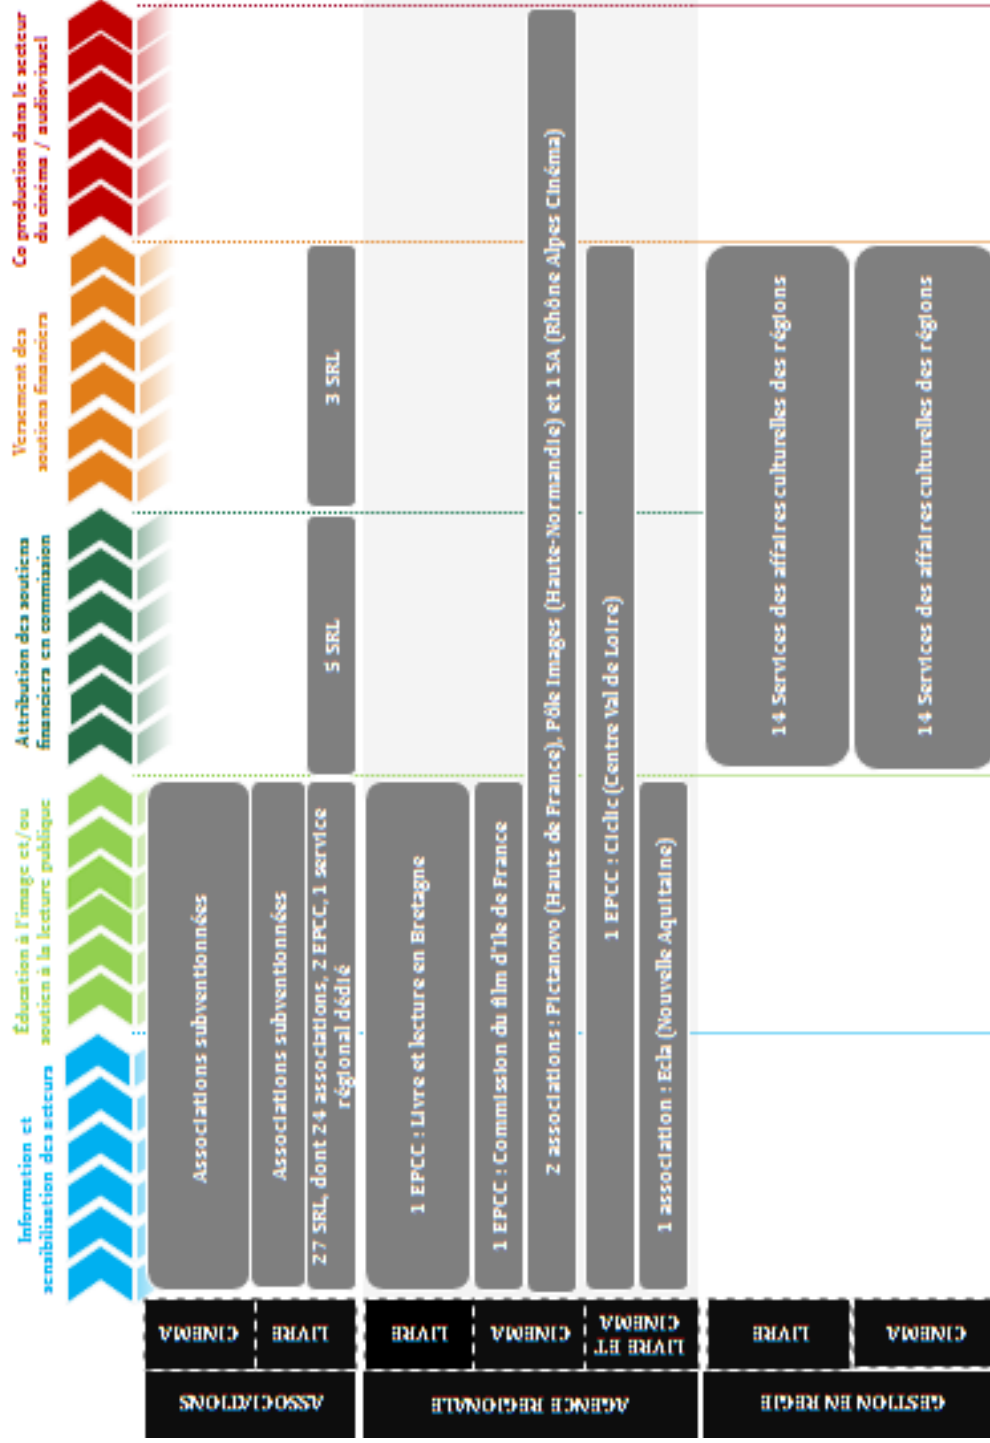 Information et
sensibilisation des acteurs
Éducation à l'image et/ou
soutien à la lecture publique
Attribution des soutiens
financiers en commission
Versement des
soutiens financiers
Co production dans le secteur
du cinéma / audiovisuel
ASSOCIATIONS
CINEMA
Associations subventionnées
LIVRE
Associations subventionnées
27 SRL, dont 24 associations, 2 EPCC, 1 service
régional dédié
5 SRL
3 SRL
AGENCE REGIONALE
LIVRE
1 EPCC : Livre et lecture en Bretagne
CINEMA
1 EPCC : Commission du film d'Ile de France
2 associations : Pictanovo (Hauts de France), Pôle Images (Haute-Normandie) et 1 SA (Rhône Alpes Cinéma)
LIVRE ET
CINEMA
1 EPCC : Ciclic (Centre Val de Loire)
1 association : Ecla (Nouvelle Aquitaine)
GESTION EN REGIE
LIVRE
14 Services des affaires culturelles des régions
CINEMA
14 Services des affaires culturelles des régions